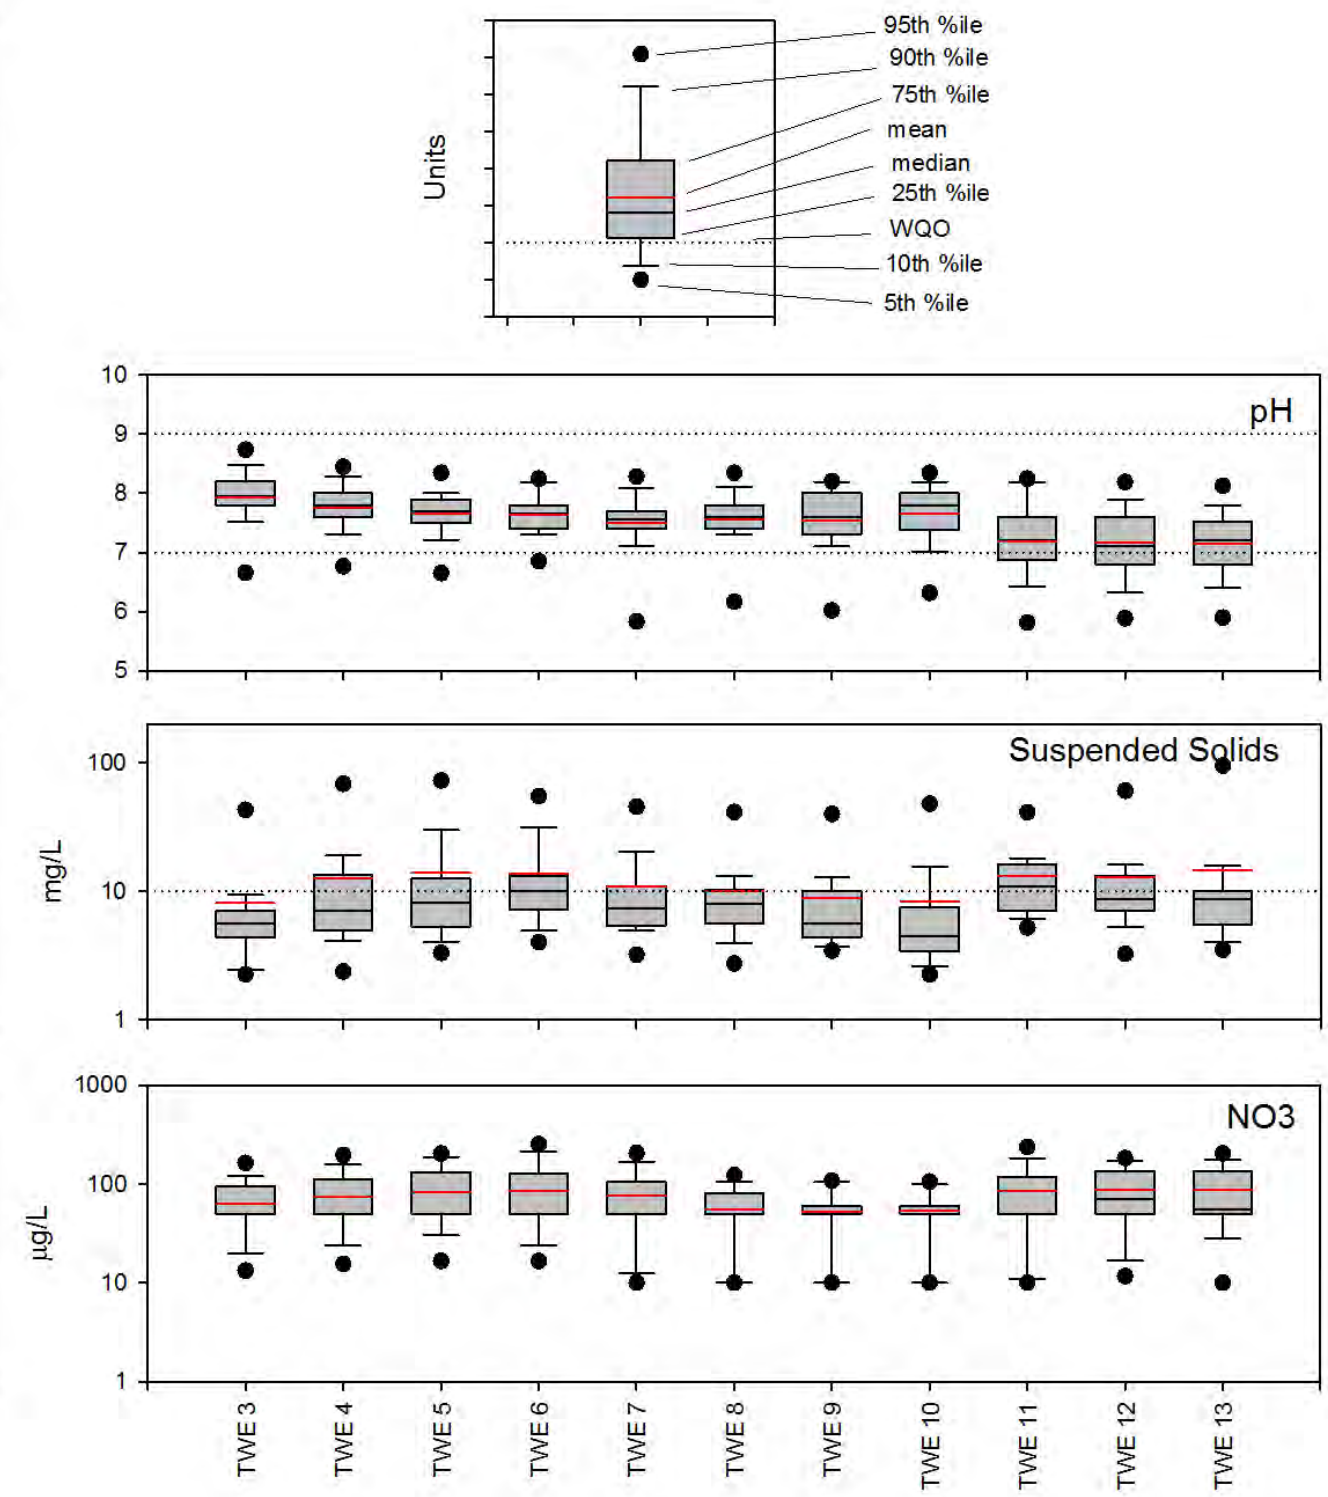 95th %ile
90th %ile
75th %ile
mean
median
25th %ile
WQO
10th %ile
5th %ile
Units
pH
10
9
8
7
6
5
Suspended Solids
mg/L
100
10
1
NO3
µg/L
1000
100
10
1
TWE 3
TWE 4
TWE 5
TWE 6
TWE 7
TWE 8
TWE 9
TWE 10
TWE 11
TWE 12
TWE 13